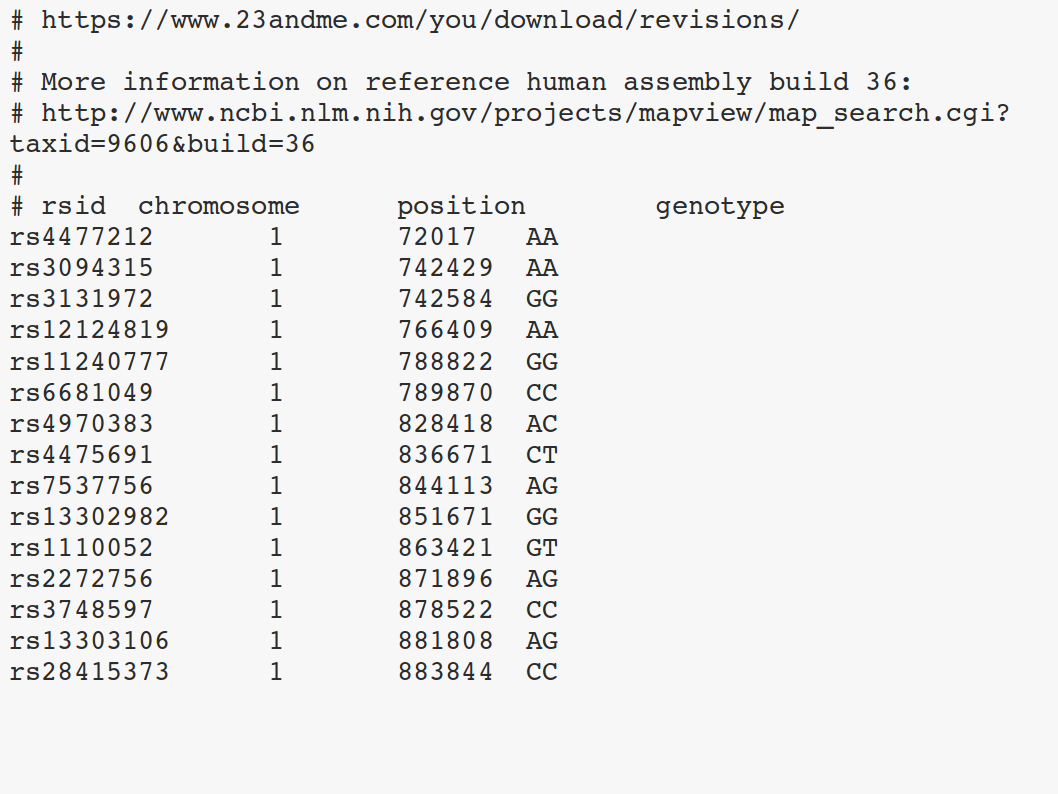 # https://www.23andme.com/you/download/revisions/
#
# More information on reference human assembly build 36:
# http://www.ncbi.nlm.nih.gov/projects/mapview/map_search.cgi?
taxid=9606&build=36
#
# rsid  chromosome      position        genotype
rs4477212       1       72017   AA
rs3094315       1       742429  AA
rs3131972       1       742584  GG
rs12124819      1       766409  AA
rs11240777      1       788822  GG
rs6681049       1       789870  CC
rs4970383       1       828418  AC
rs4475691       1       836671  CT
rs7537756       1       844113  AG
rs13302982      1       851671  GG
rs1110052       1       863421  GT
rs2272756       1       871896  AG
rs3748597       1       878522  CC
rs13303106      1       881808  AG
rs28415373      1       883844  CC